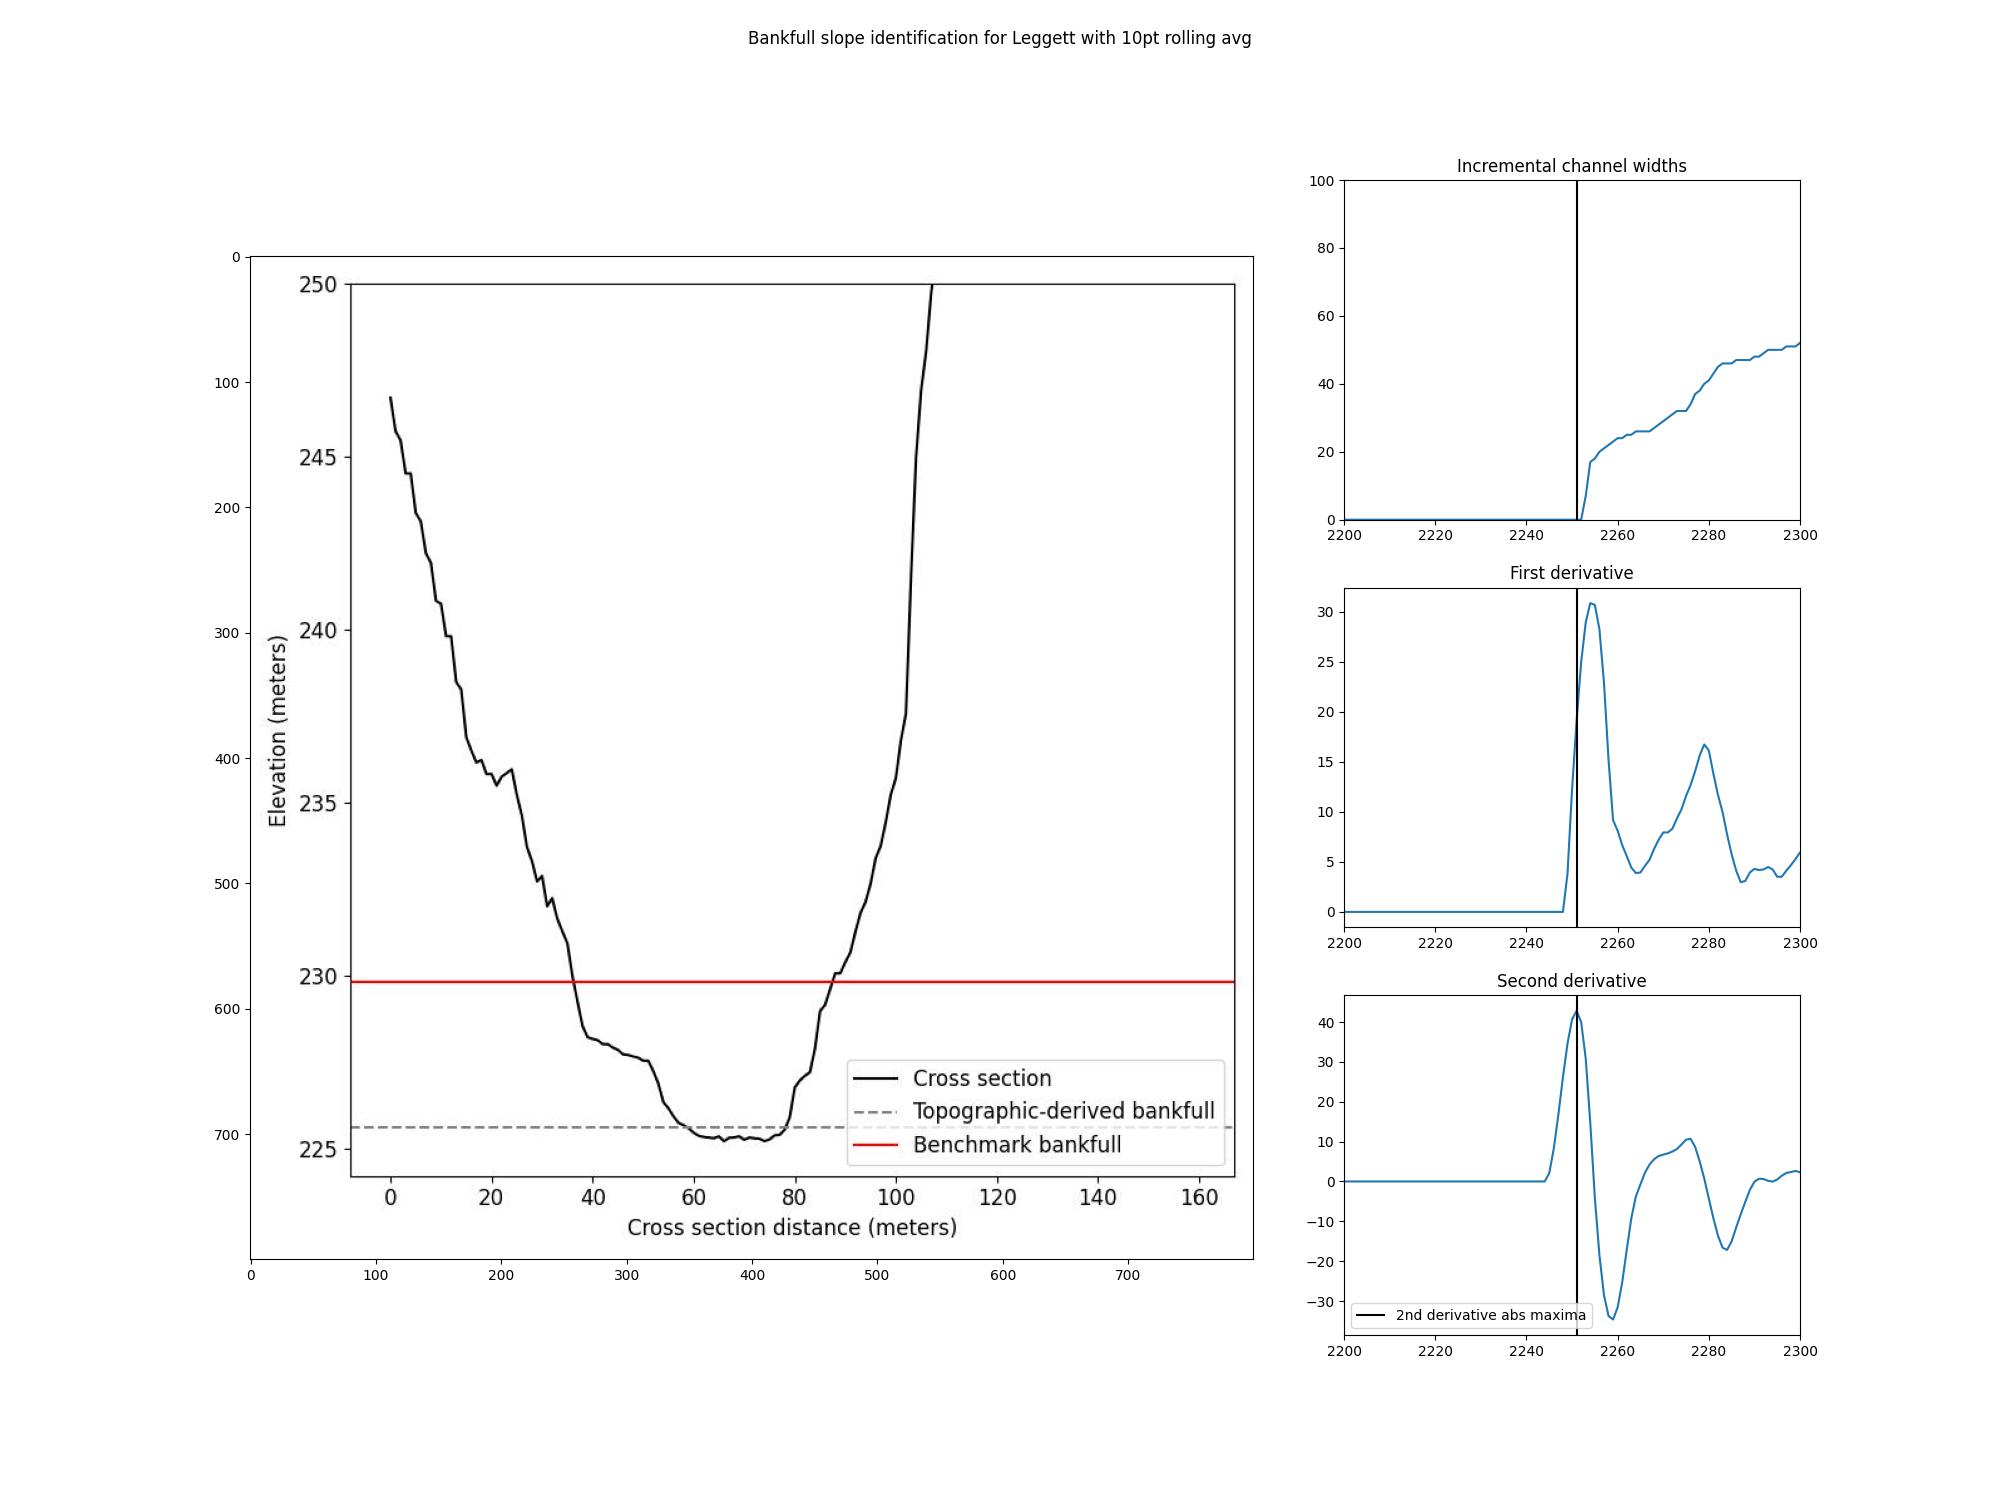 Bankfull slope identification for Leggett with 10pt rolling avg
0
100
200
300
400
500
600
700
0 100 200 300 400 500 600 700
Elevation (meters)
250
245
240
235
230
225
0 20 40 60 80 100 120 140 160
Cross section distance (meters)
Cross section
Topographic-derived bankfull
Benchmark bankfull
Incremental channel widths
100
80
60
40
20
0
2200 2220 2240 2260 2280 2300
First derivative
30
25
20
15
10
5
0
2200 2220 2240 2260 2280 2300
Second derivative
40
30
20
10
0
−10
−20
−30
2nd derivative abs maxima
2200 2220 2240 2260 2280 2300